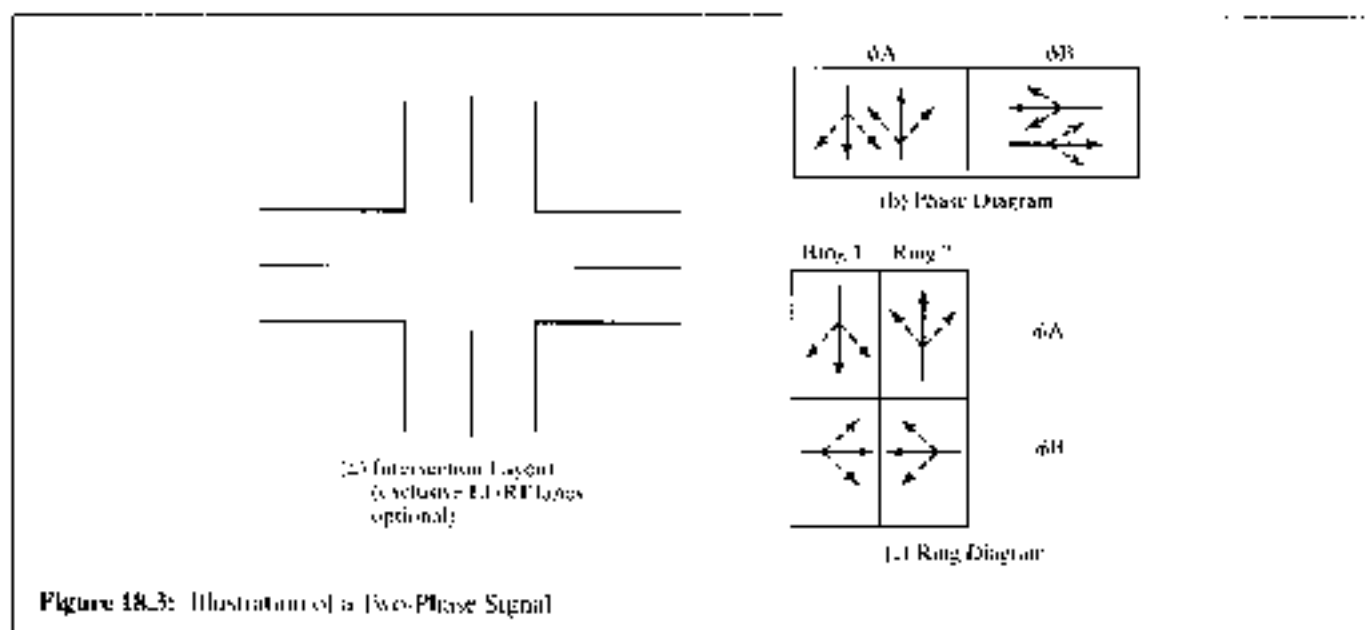 ϕA ϕB
(b) Phase Diagram
Ring 1 Ring 2
ϕA
ϕB
(a) Intersection Layout
(exclusive LT/RT lanes
optional)
(c) Ring Diagram
Figure 18.3: Illustration of a Two-Phase Signal